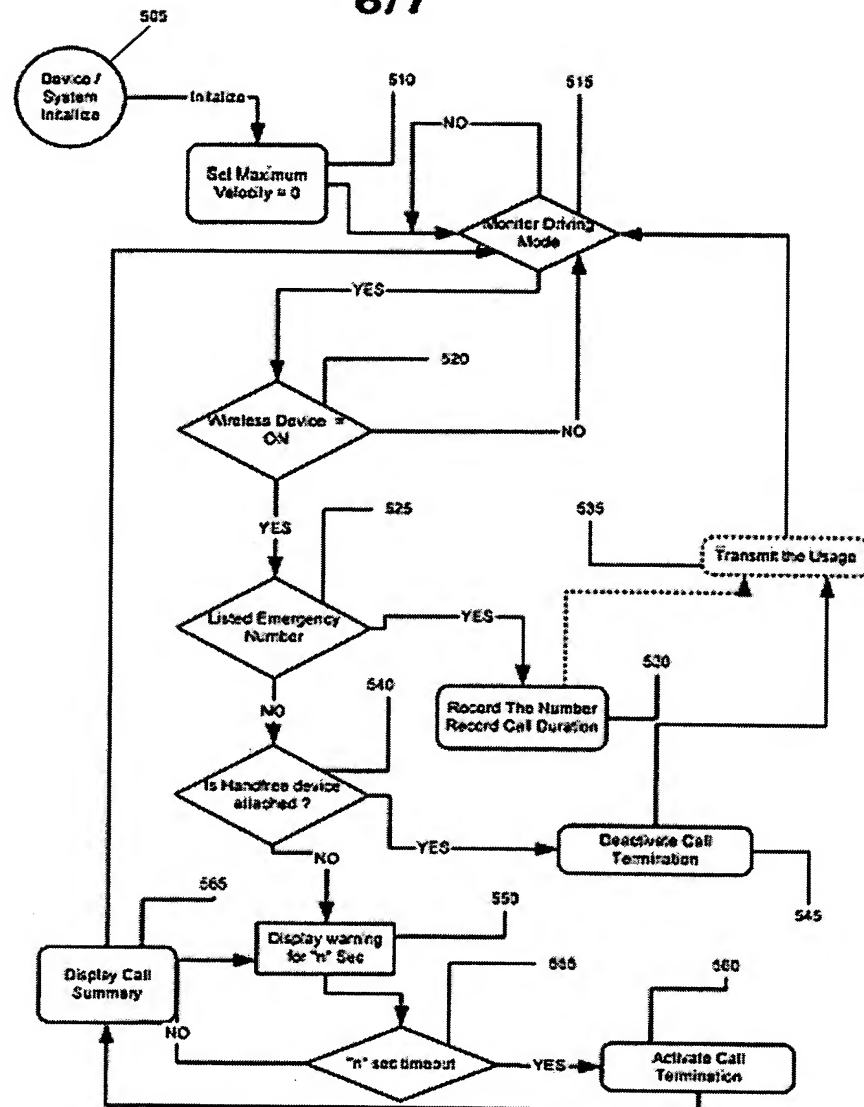 6/7
505
Device /
System
Initalize
Initalize
510
515
NO
Set Maximum
Velocity = 0
Monitor Driving
Mode
YES
520
Wireless Device =
ON
NO
YES
525
535
Transmit the Usage
Listed Emergency
Number
YES
530
NO
540
Record The Number
Record Call Duration
Is Handfree device
attached ?
YES
Deactivate Call
Termination
NO
565
550
545
Display warning
for "n" Sec
Display Call
Summary
555
560
NO
"n" sec timeout
YES
Activate Call
Termination